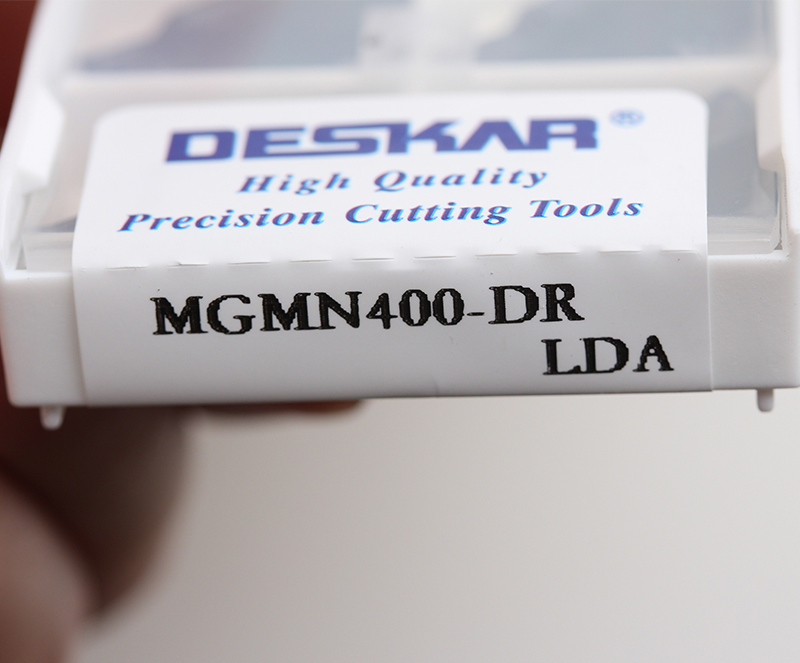 DESKAR®
High Quality
Precision Cutting Tools
MGMN400-DR
LDA